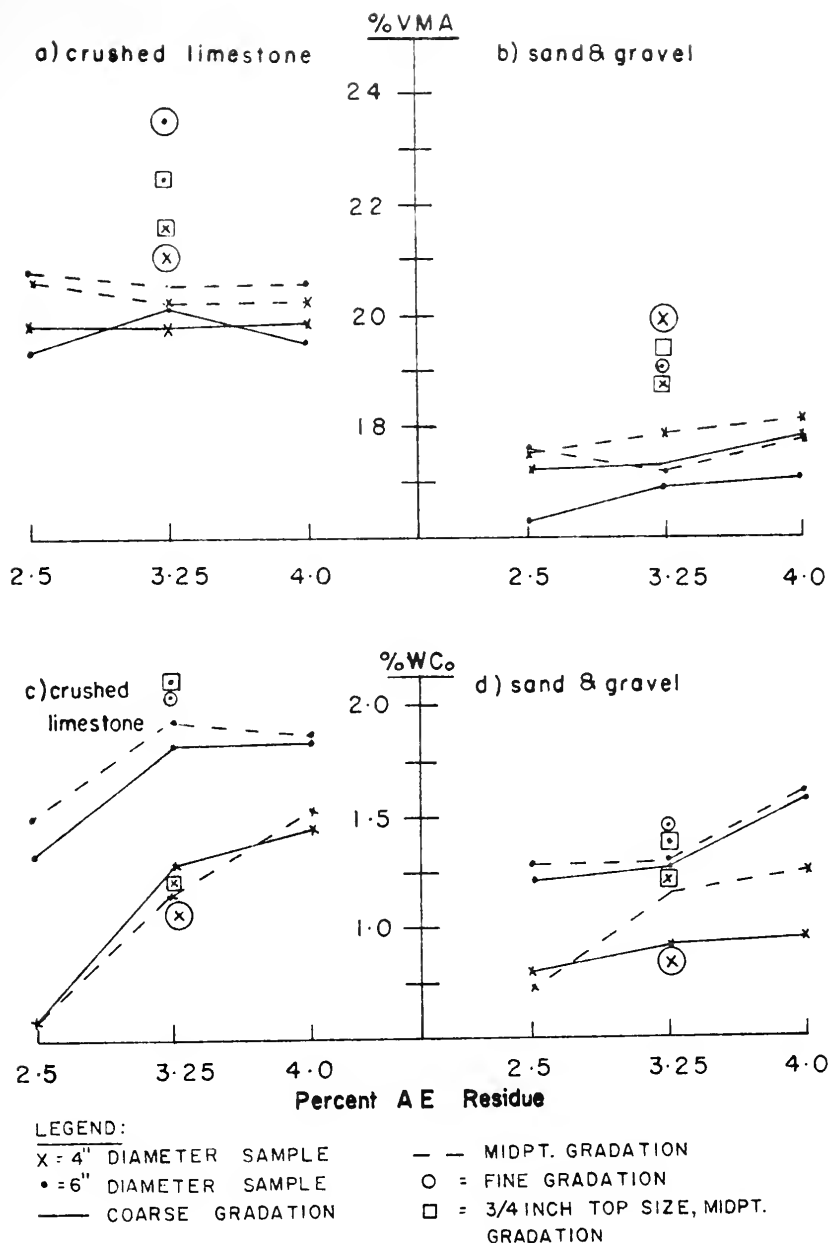 %VMA
a) crushed limestone
b) sand & gravel
24
22
20
18
2.5 3.25 4.0
2.5 3.25 4.0
%WCo
c) crushed limestone
d) sand & gravel
2.0
1.5
1.0
2.5 3.25 4.0
2.5 3.25 4.0
Percent AE Residue
LEGEND:
X = 4" DIAMETER SAMPLE
• = 6" DIAMETER SAMPLE
—— COARSE GRADATION
— — MIDPT. GRADATION
○ = FINE GRADATION
□ = 3/4 INCH TOP SIZE, MIDPT.
GRADATION